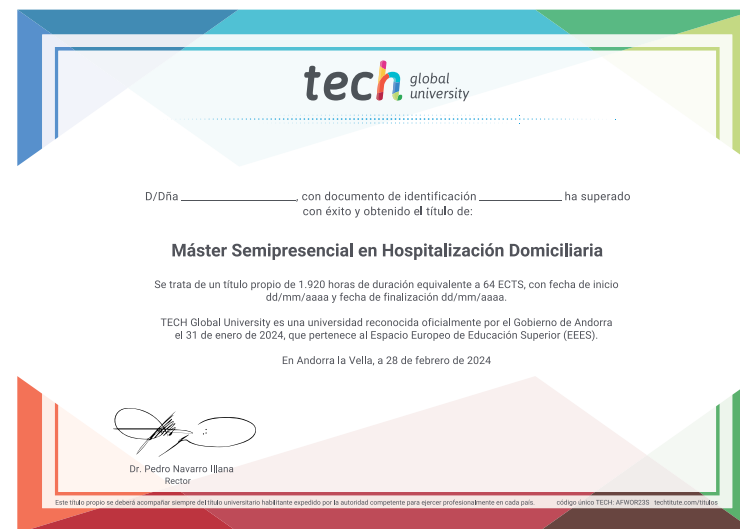 tech global university
D/Dña ____________________, con documento de identificación ______________ ha superado
con éxito y obtenido el título de:
Máster Semipresencial en Hospitalización Domiciliaria
Se trata de un título propio de 1.920 horas de duración equivalente a 64 ECTS, con fecha de inicio
dd/mm/aaaa y fecha de finalización dd/mm/aaaa.
TECH Global University es una universidad reconocida oficialmente por el Gobierno de Andorra
el 31 de enero de 2024, que pertenece al Espacio Europeo de Educación Superior (EEES).
En Andorra la Vella, a 28 de febrero de 2024
Dr. Pedro Navarro Illana
Rector
Este título propio se deberá acompañar siempre del título universitario habilitante expedido por la autoridad competente para ejercer profesionalmente en cada país. código único TECH: AFWOR23S techtitute.com/titulos